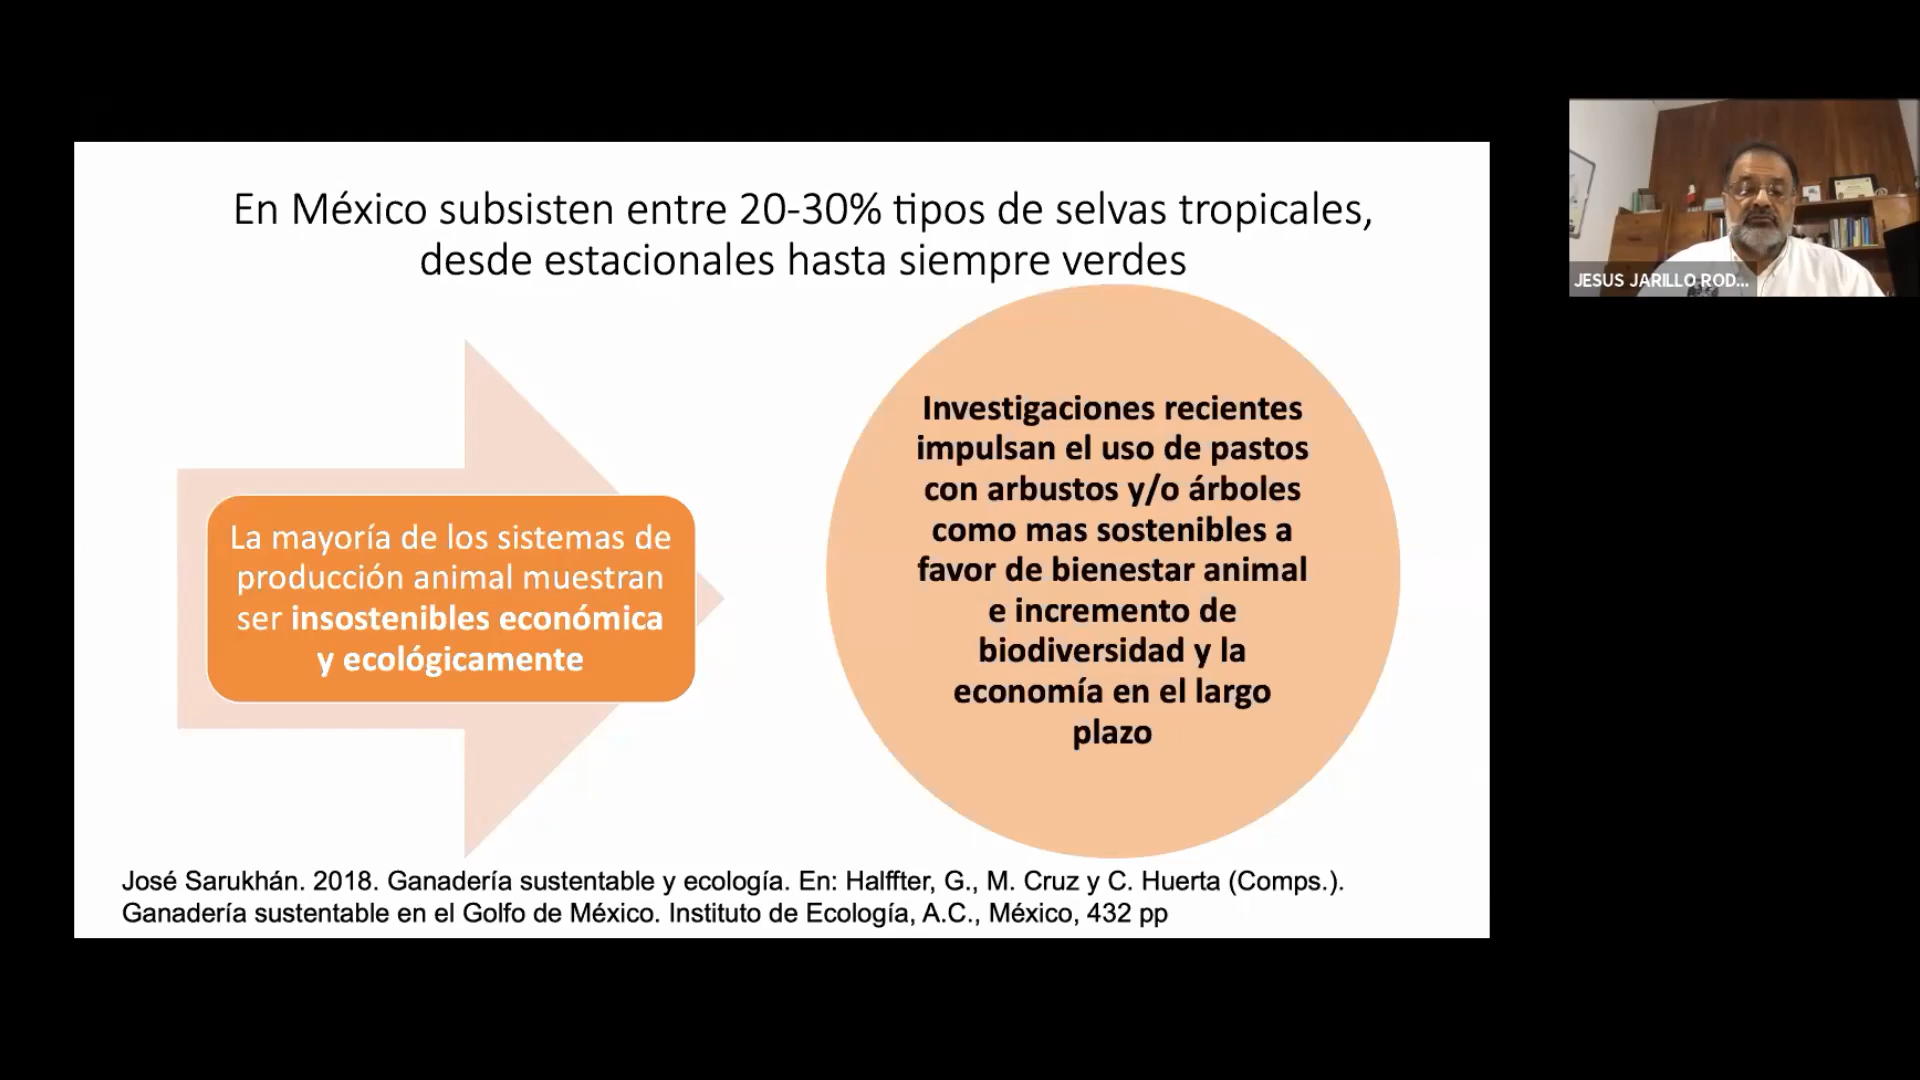 En México subsisten entre 20-30% tipos de selvas tropicales,
desde estacionales hasta siempre verdes
La mayoría de los sistemas de
producción animal muestran
ser insostenibles económica
y ecológicamente
Investigaciones recientes
impulsan el uso de pastos
con arbustos y/o árboles
como mas sostenibles a
favor de bienestar animal
e incremento de
biodiversidad y la
economía en el largo
plazo
José Sarukhán. 2018. Ganadería sustentable y ecología. En: Halffter, G., M. Cruz y C. Huerta (Comps.).
Ganadería sustentable en el Golfo de México. Instituto de Ecología, A.C., México, 432 pp
JESUS JARILLO ROD...